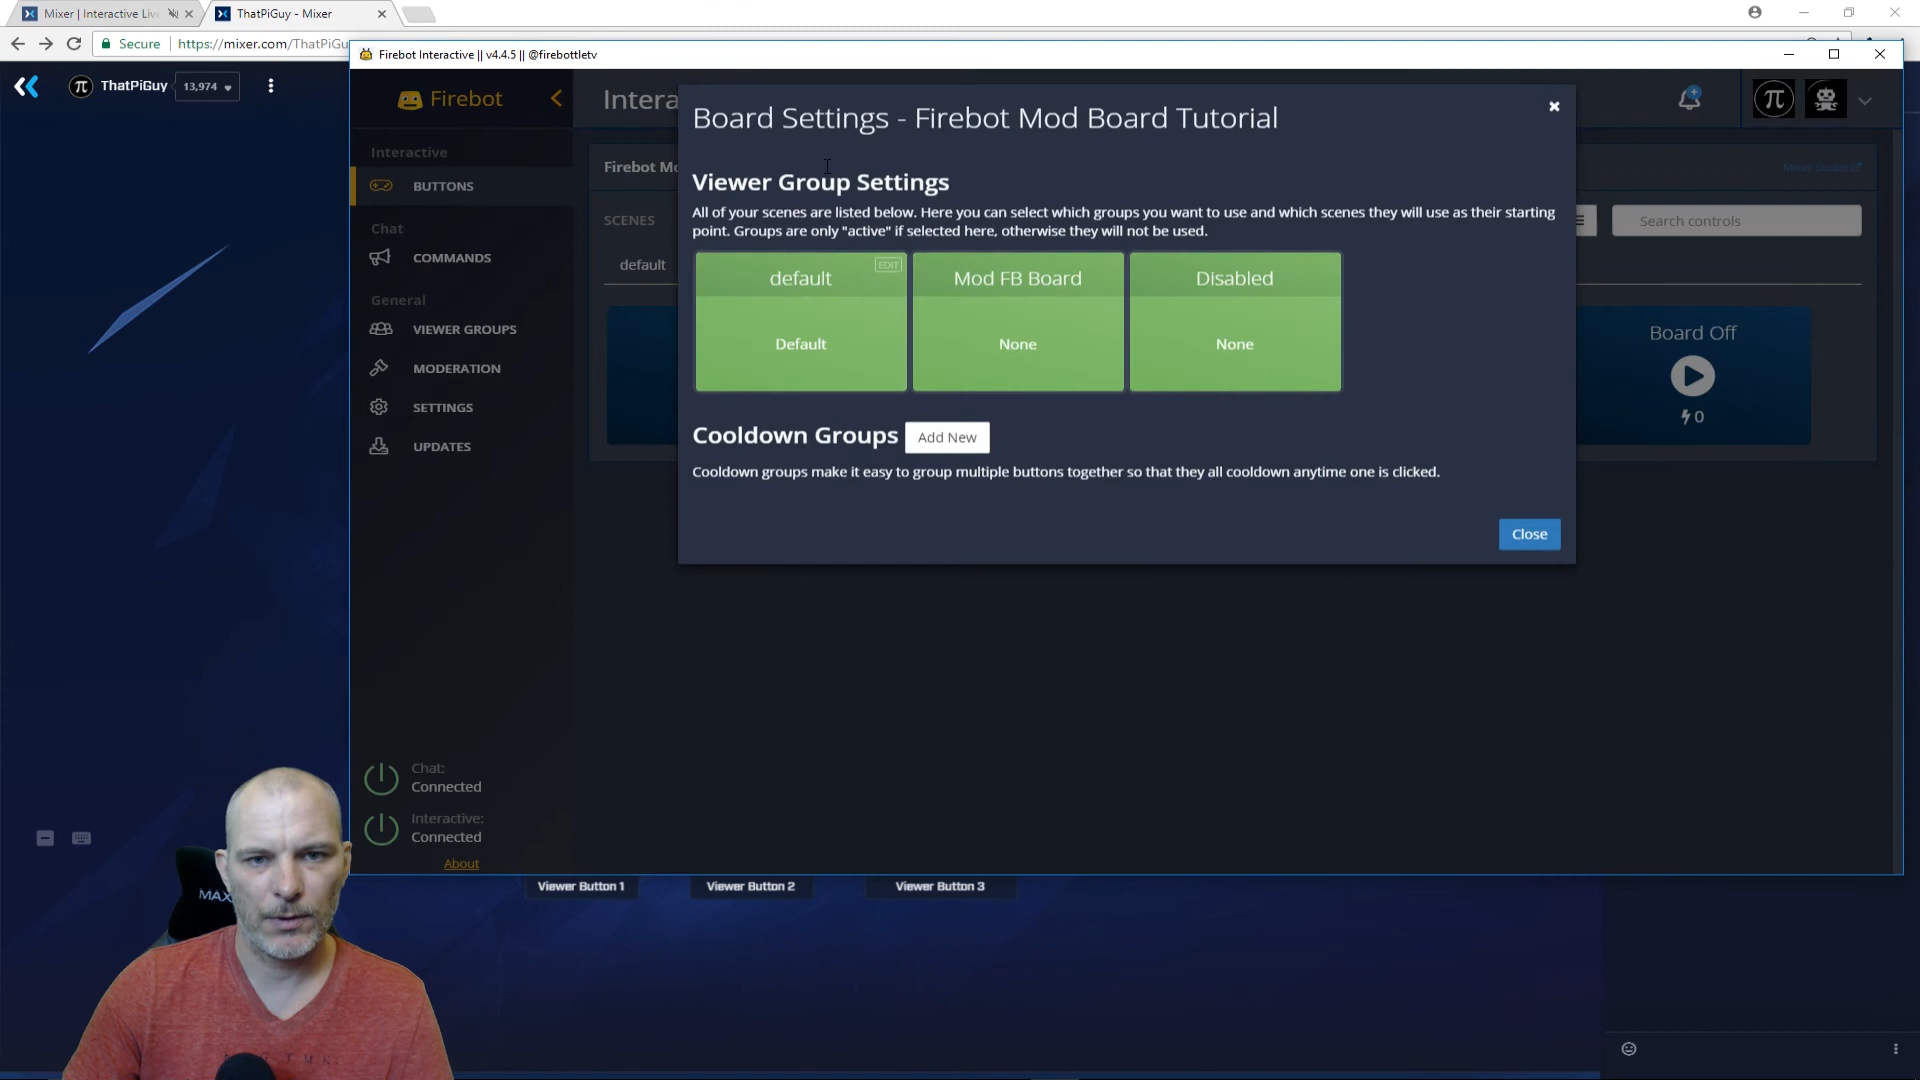 Mixer | Interactive Liv
ThatPiGuy - Mixer
Secure
https://mixer.com/ThatPiGu
Firebot Interactive || v4.4.5 || @firebottletv
π
ThatPiGuy
13,974
Firebot
Intera
Interactive
BUTTONS
Chat
COMMANDS
General
VIEWER GROUPS
MODERATION
SETTINGS
UPDATES
Chat:
Connected
Interactive:
Connected
About
Firebot Mo
Mixer Studio
SCENES
Search controls
default
Board Off
0
Board Settings - Firebot Mod Board Tutorial
Viewer Group Settings
All of your scenes are listed below. Here you can select which groups you want to use and which scenes they will use as their starting
point. Groups are only "active" if selected here, otherwise they will not be used.
default
EDIT
Default
Mod FB Board
None
Disabled
None
Cooldown Groups
Add New
Cooldown groups make it easy to group multiple buttons together so that they all cooldown anytime one is clicked.
Close
π
Viewer Button 1
Viewer Button 2
Viewer Button 3
MAX